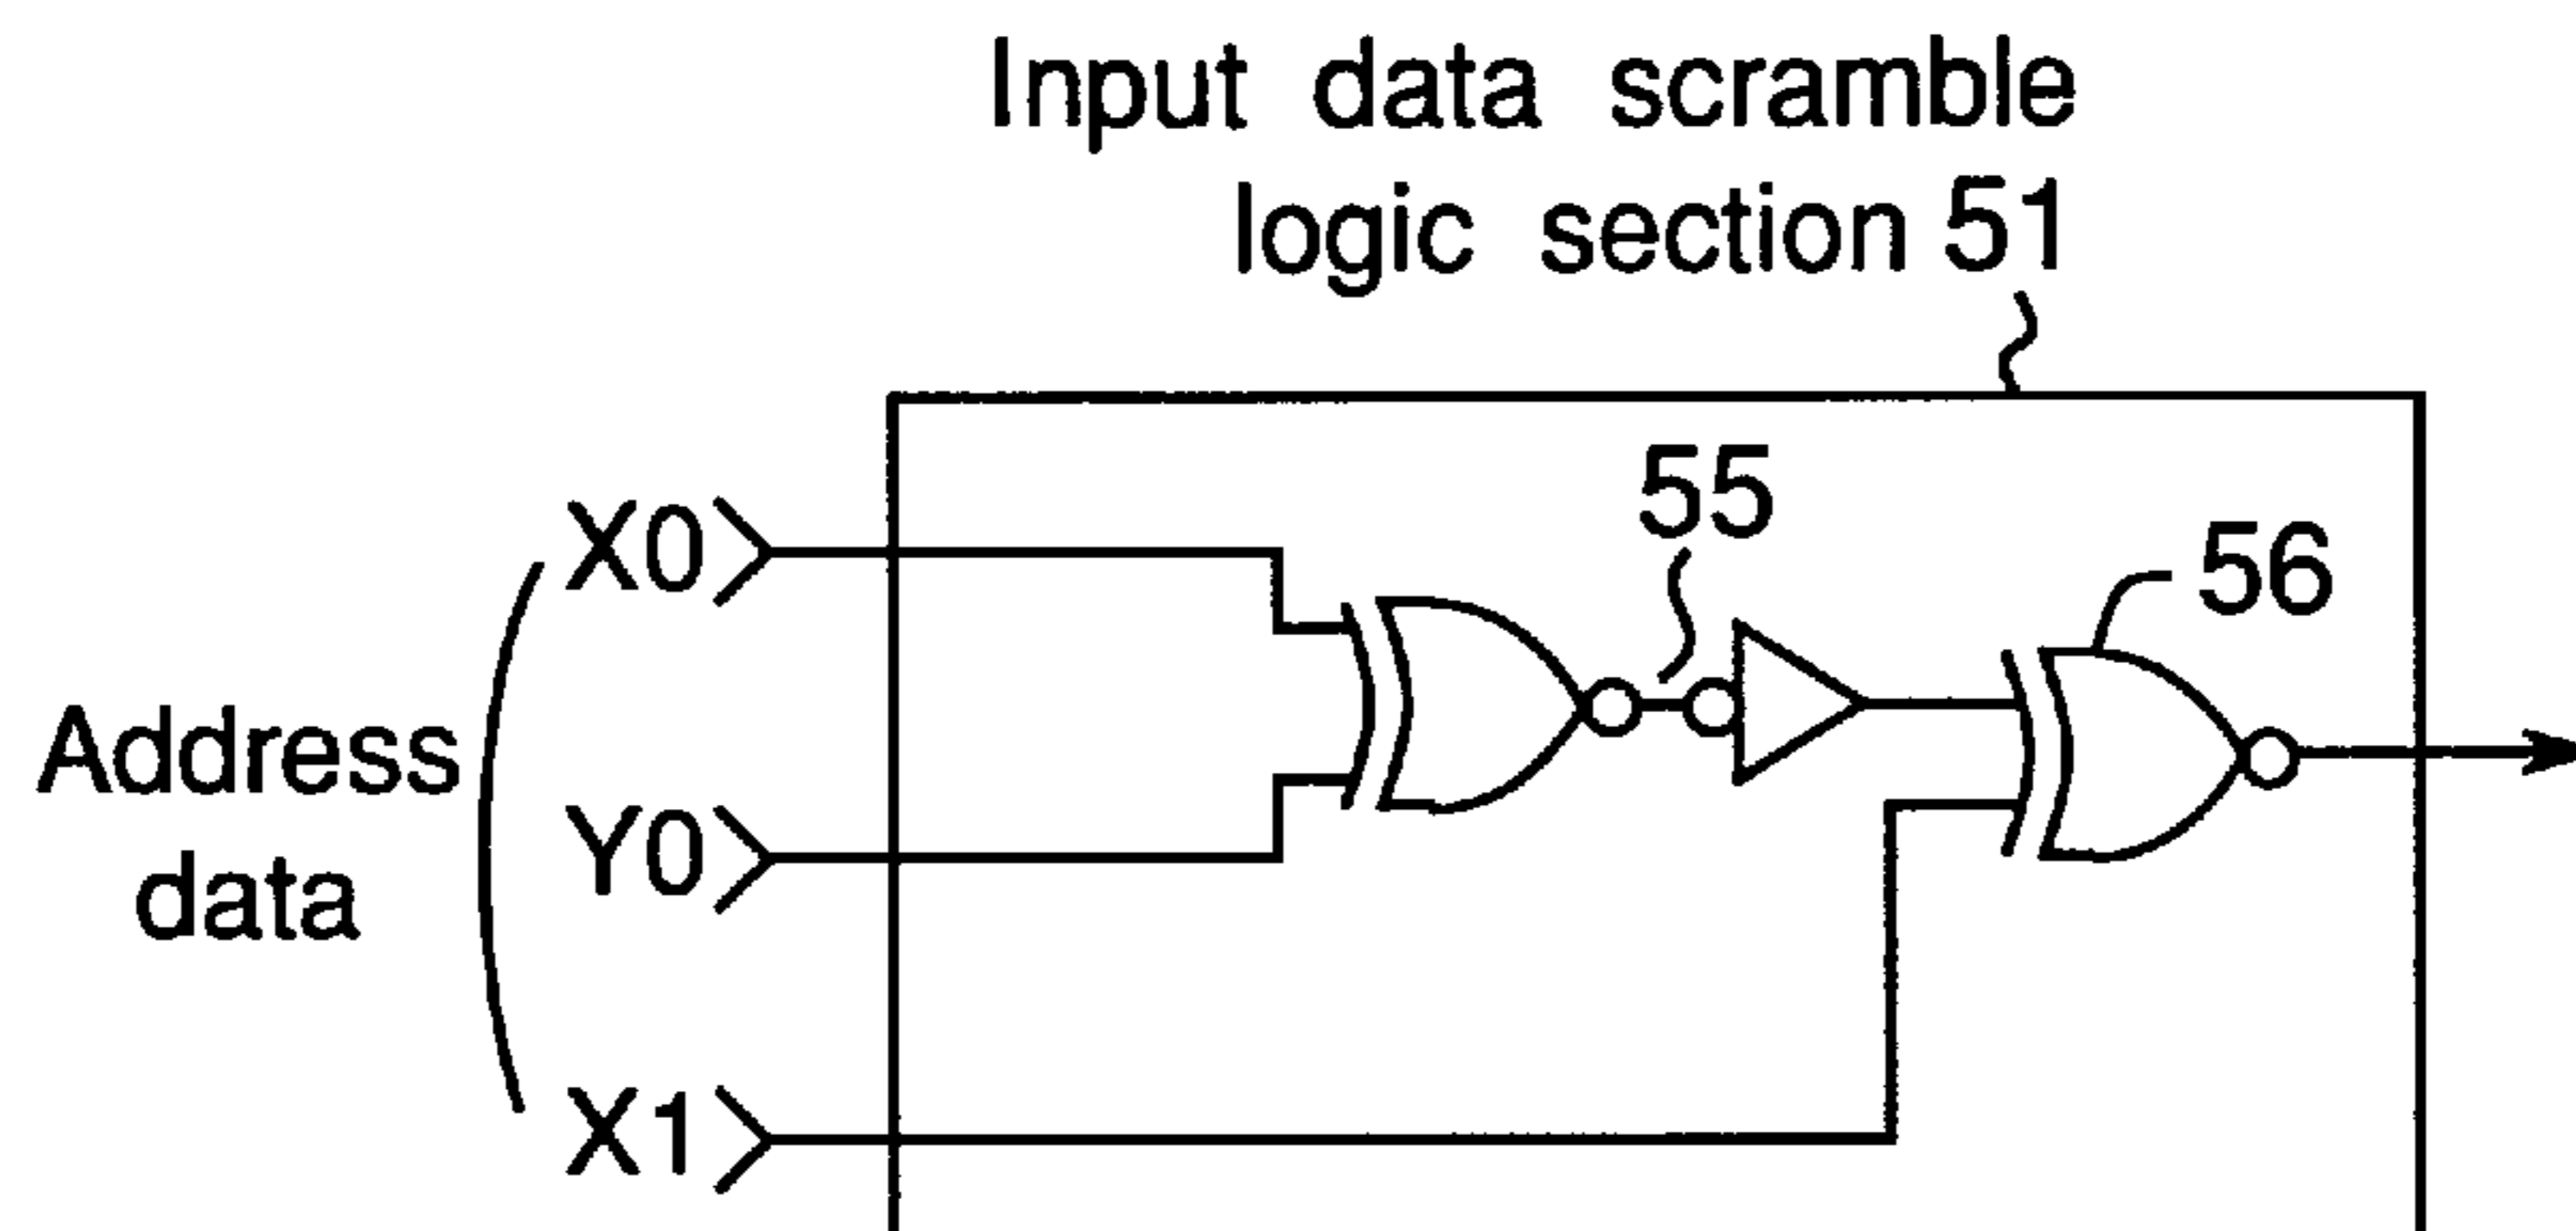 Input data scramble
logic section 51
55
56
X0
Y0
X1
Address
data